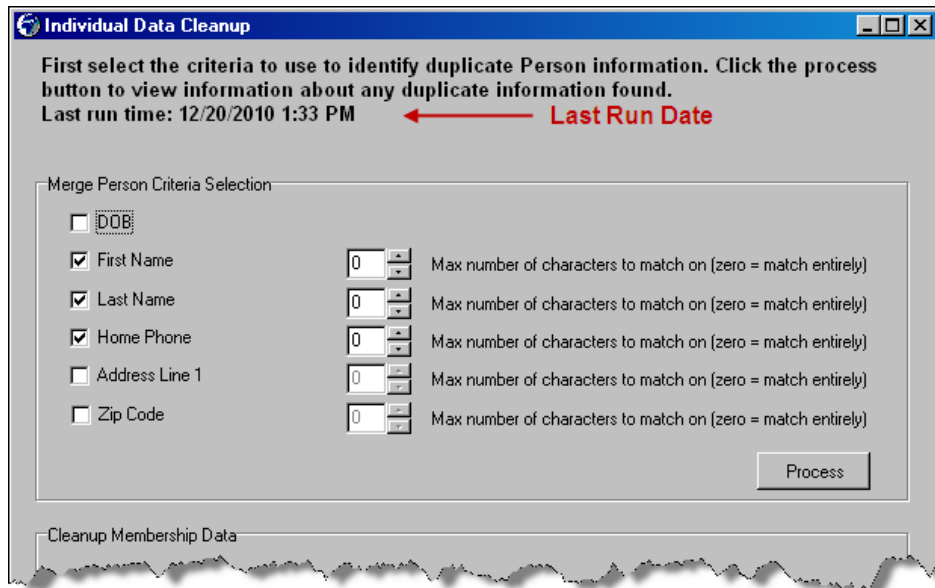 Individual Data Cleanup
First select the criteria to use to identify duplicate Person information. Click the process
button to view information about any duplicate information found.
Last run time: 12/20/2010 1:33 PM Last Run Date
Merge Person Criteria Selection
DOB
First Name 0 Max number of characters to match on (zero = match entirely)
Last Name 0 Max number of characters to match on (zero = match entirely)
Home Phone 0 Max number of characters to match on (zero = match entirely)
Address Line 1 0 Max number of characters to match on (zero = match entirely)
Zip Code 0 Max number of characters to match on (zero = match entirely)
Process
Cleanup Membership Data